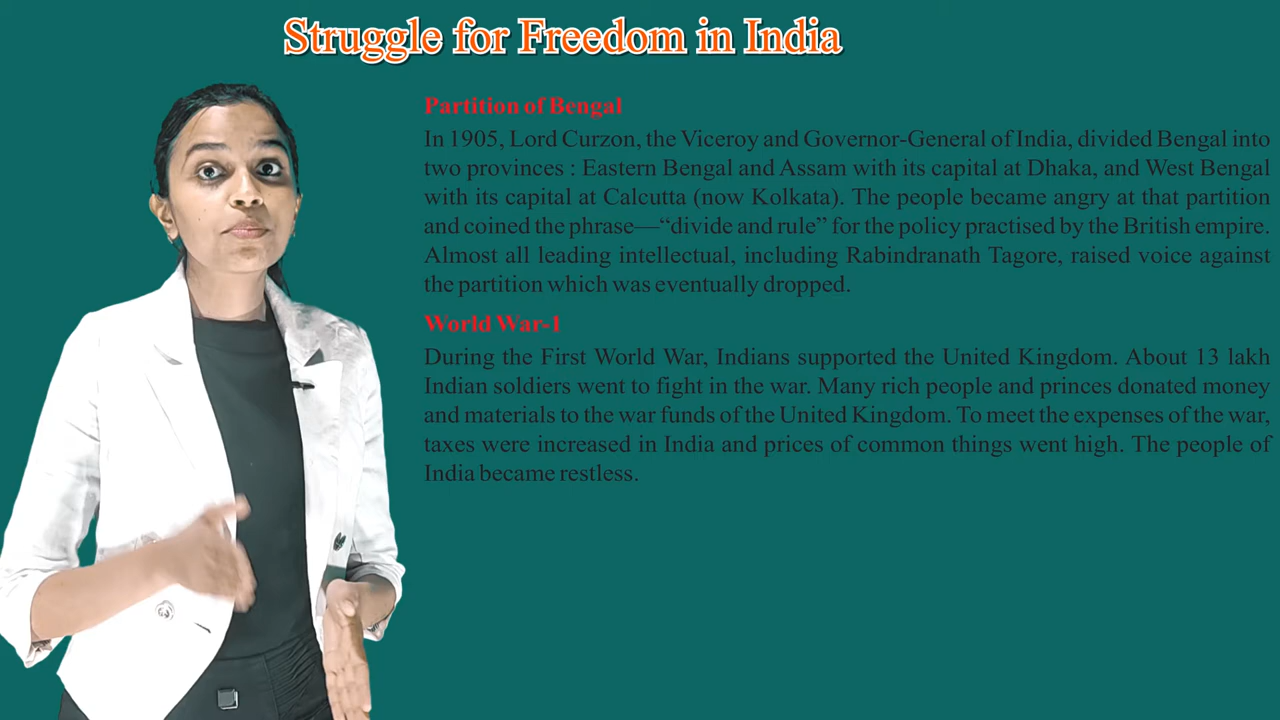 Struggle for Freedom in India
Partition of Bengal
In 1905, Lord Curzon, the Viceroy and Governor-General of India, divided Bengal into
two provinces : Eastern Bengal and Assam with its capital at Dhaka, and West Bengal
with its capital at Calcutta (now Kolkata). The people became angry at that partition
and coined the phrase—“divide and rule” for the policy practised by the British empire.
Almost all leading intellectual, including Rabindranath Tagore, raised voice against
the partition which was eventually dropped.
World War-1
During the First World War, Indians supported the United Kingdom. About 13 lakh
Indian soldiers went to fight in the war. Many rich people and princes donated money
and materials to the war funds of the United Kingdom. To meet the expenses of the war,
taxes were increased in India and prices of common things went high. The people of
India became restless.